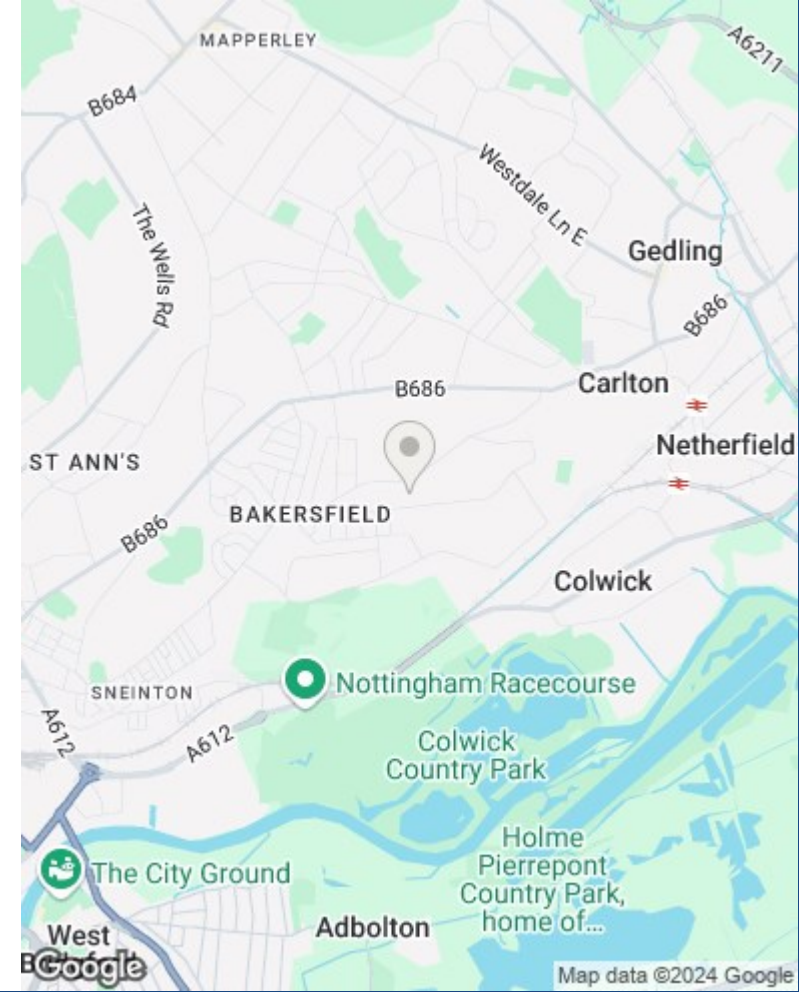 MAPPERLEY
A6211
B684
Westdale Ln E
The Wells Rd
Gedling
B686
B686
Carlton
Netherfield
ST ANN'S
BAKERSFIELD
B686
Colwick
Nottingham Racecourse
SNEINTON
A612
A612
Colwick
Country Park
Holme
Pierrepont
Country Park,
home of...
The City Ground
Adbolton
West
Google
Map data ©2024 Google